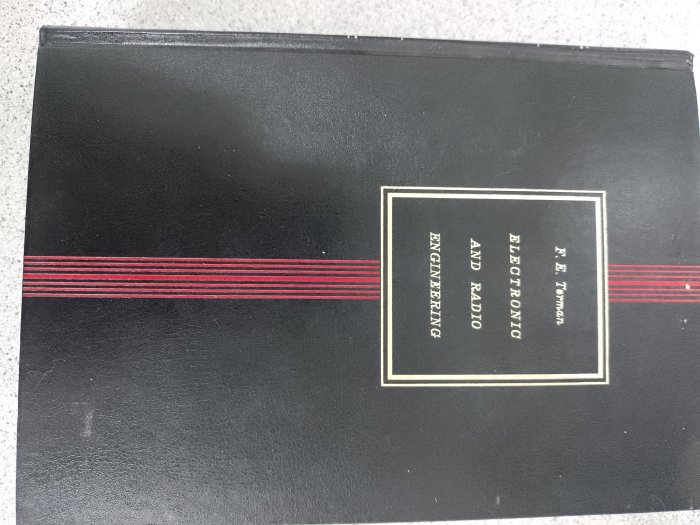 F. E. Terman
ELECTRONIC
AND RADIO
ENGINEERING